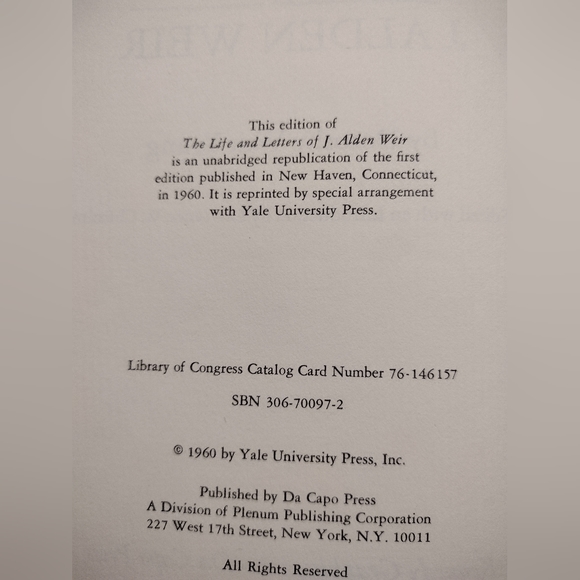 This edition of
The Life and Letters of J. Alden Weir
is an unabridged republication of the first
edition published in New Haven, Connecticut,
in 1960. It is reprinted by special arrangement
with Yale University Press.
Library of Congress Catalog Card Number 76-146157
SBN 306-70097-2
© 1960 by Yale University Press, Inc.
Published by Da Capo Press
A Division of Plenum Publishing Corporation
227 West 17th Street, New York, N.Y. 10011
All Rights Reserved